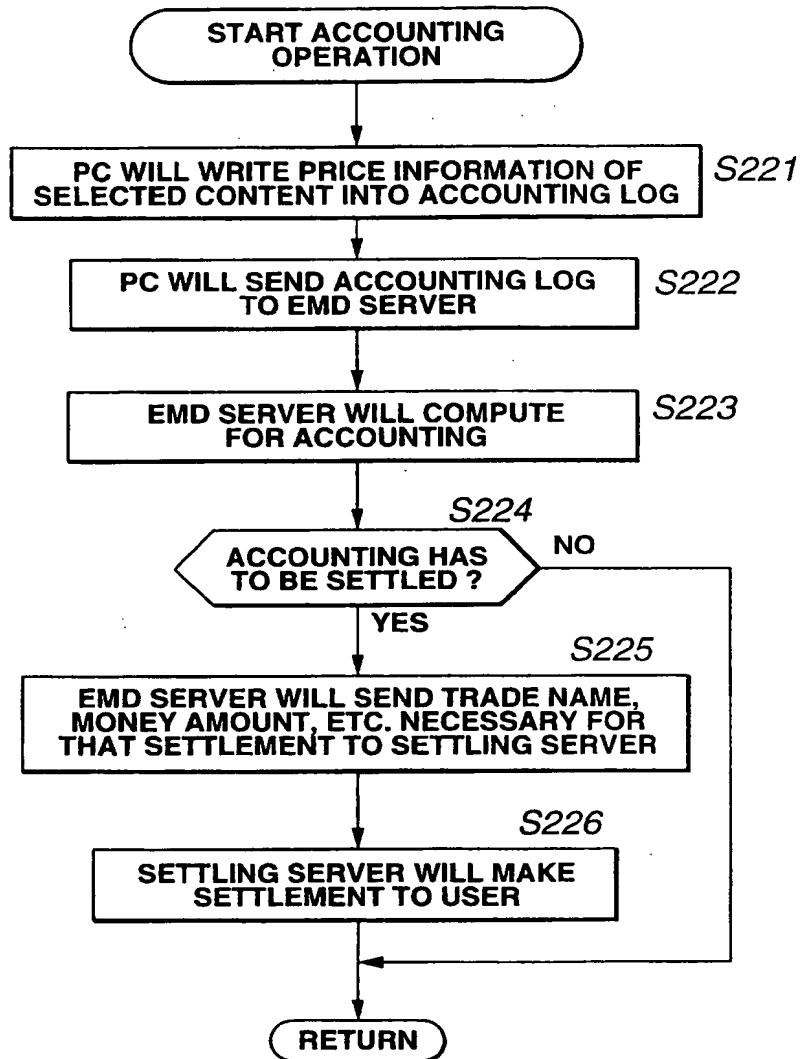 START ACCOUNTING
OPERATION
PC WILL WRITE PRICE INFORMATION OF
SELECTED CONTENT INTO ACCOUNTING LOG
S221
PC WILL SEND ACCOUNTING LOG
TO EMD SERVER
S222
EMD SERVER WILL COMPUTE
FOR ACCOUNTING
S223
S224
ACCOUNTING HAS
TO BE SETTLED ?
NO
YES
S225
EMD SERVER WILL SEND TRADE NAME,
MONEY AMOUNT, ETC. NECESSARY FOR
THAT SETTLEMENT TO SETTLING SERVER
S226
SETTLING SERVER WILL MAKE
SETTLEMENT TO USER
RETURN